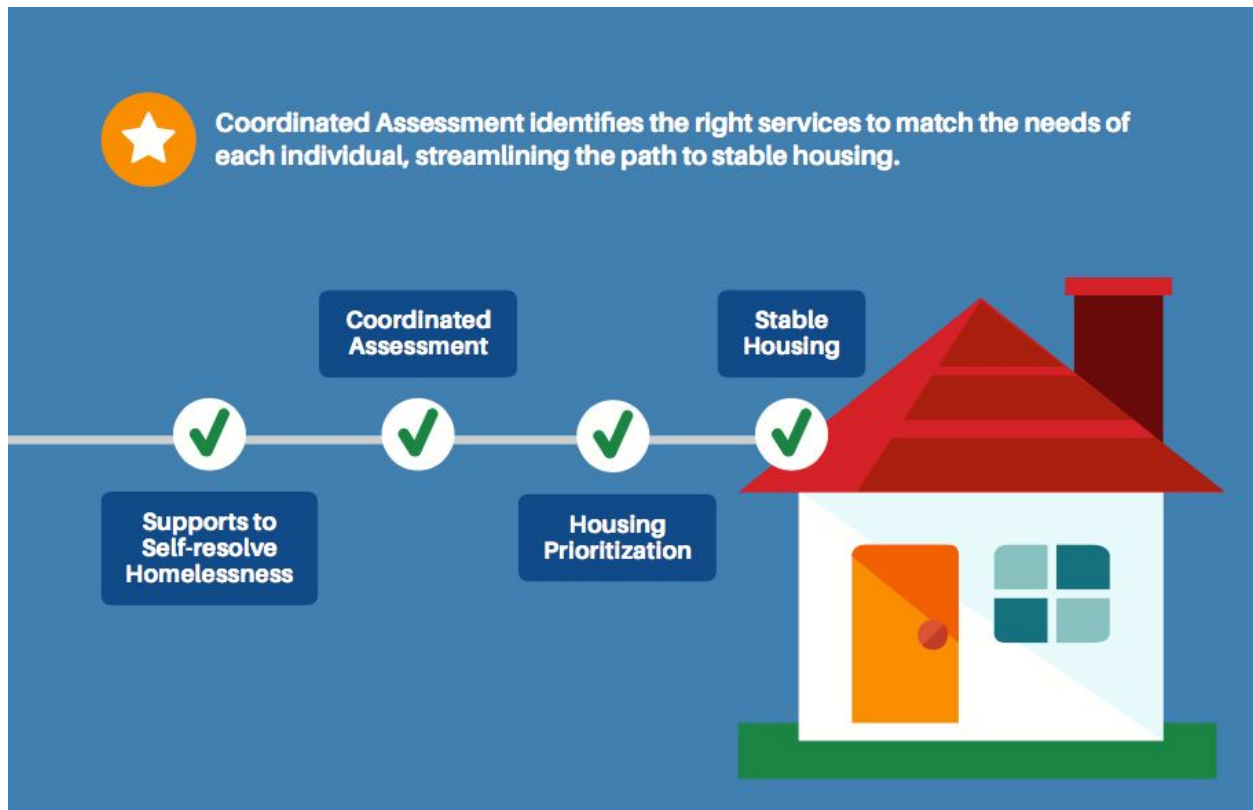 Coordinated Assessment identifies the right services to match the needs of
each individual, streamlining the path to stable housing.
Supports to
Self-resolve
Homelessness
Coordinated
Assessment
Housing
Prioritization
Stable
Housing